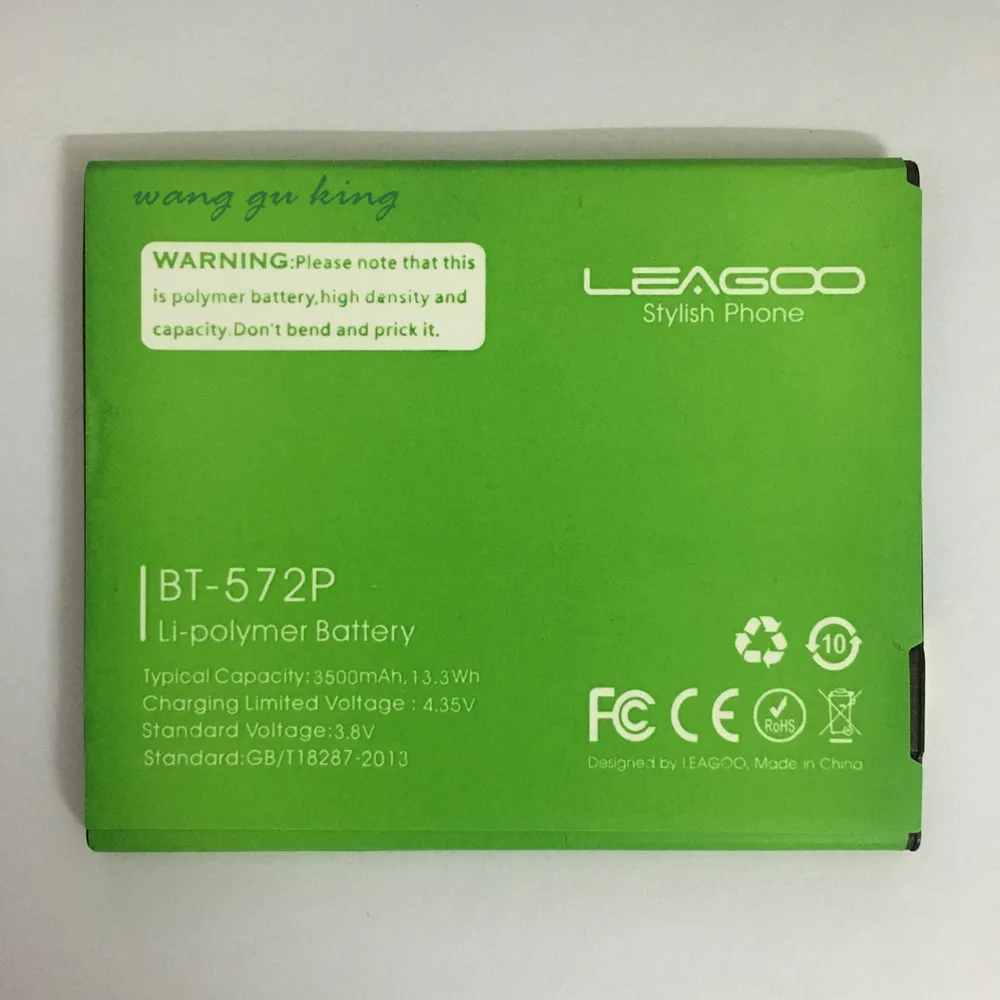 wang gu king
WARNING:Please note that this
is polymer battery,high density and
capacity.Don't bend and prick it.
LEAGOO
Stylish Phone
BT-572P
Li-polymer Battery
Typical Capacity:3500mAh,13.3Wh
Charging Limited Voltage : 4.35V
Standard Voltage:3.8V
Standard:GB/T18287-2013
10
FC CE RoHS
Designed by LEAGOO, Made in China